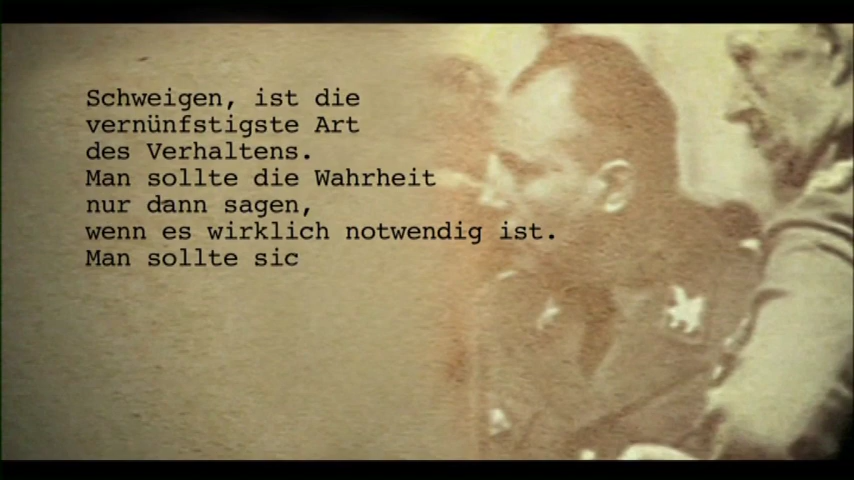 Schweigen, ist die
vernünfstigste Art
des Verhaltens.
Man sollte die Wahrheit
nur dann sagen,
wenn es wirklich notwendig ist.
Man sollte sic